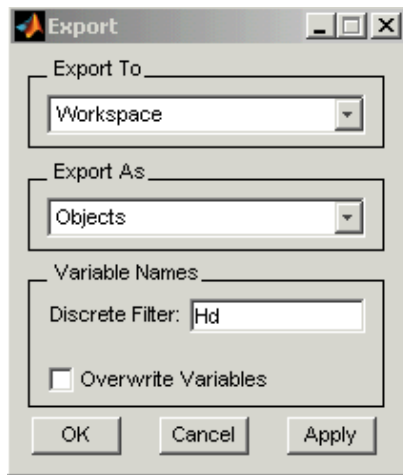 Export
Export To
Workspace
Export As
Objects
Variable Names
Discrete Filter: Hd
Overwrite Variables
OK Cancel Apply